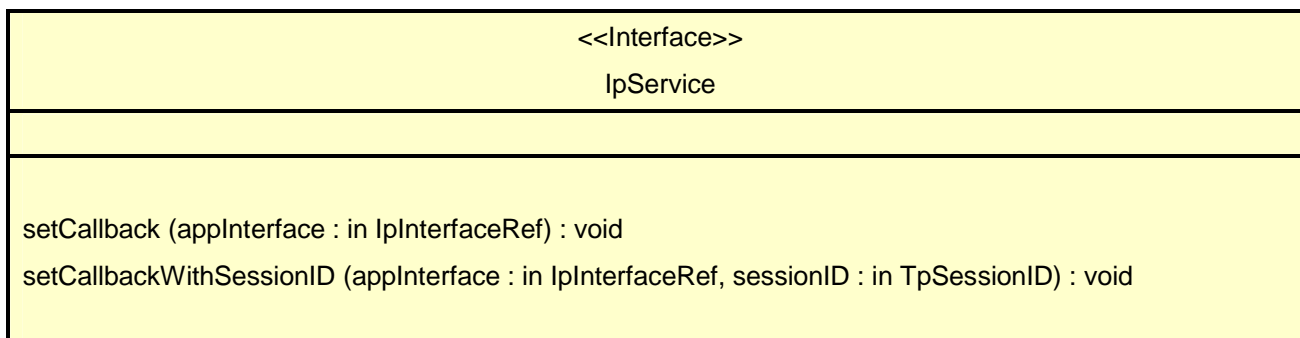 <<Interface>>
IpService
setCallback (appInterface : in IpInterfaceRef) : void
setCallbackWithSessionID (appInterface : in IpInterfaceRef, sessionID : in TpSessionID) : void